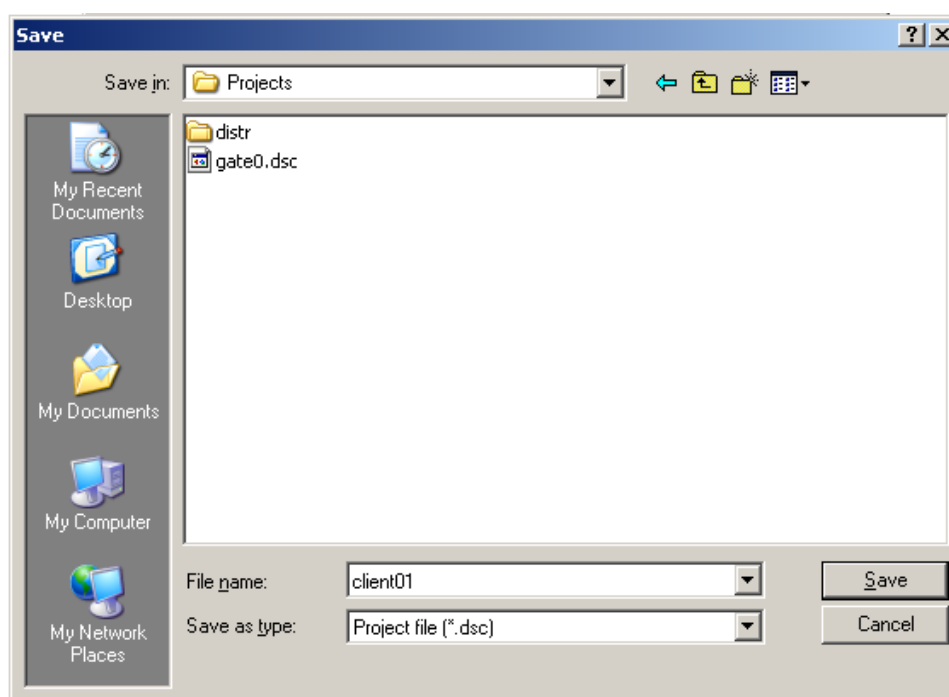 Save
Save in: Projects
distr
gate0.dsc
My Recent
Documents
Desktop
My Documents
My Computer
My Network
Places
File name: client01 Save
Save as type: Project file (*.dsc) Cancel